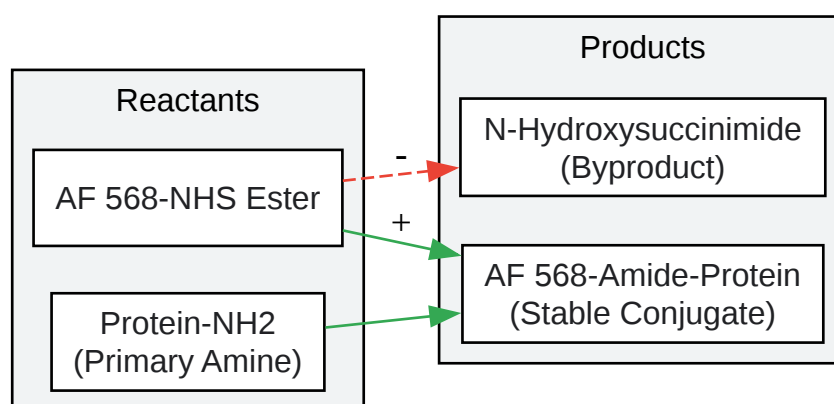 Reactants
AF 568-NHS Ester
Protein-NH2
(Primary Amine)
-
+
Products
N-Hydroxysuccinimide
(Byproduct)
AF 568-Amide-Protein
(Stable Conjugate)